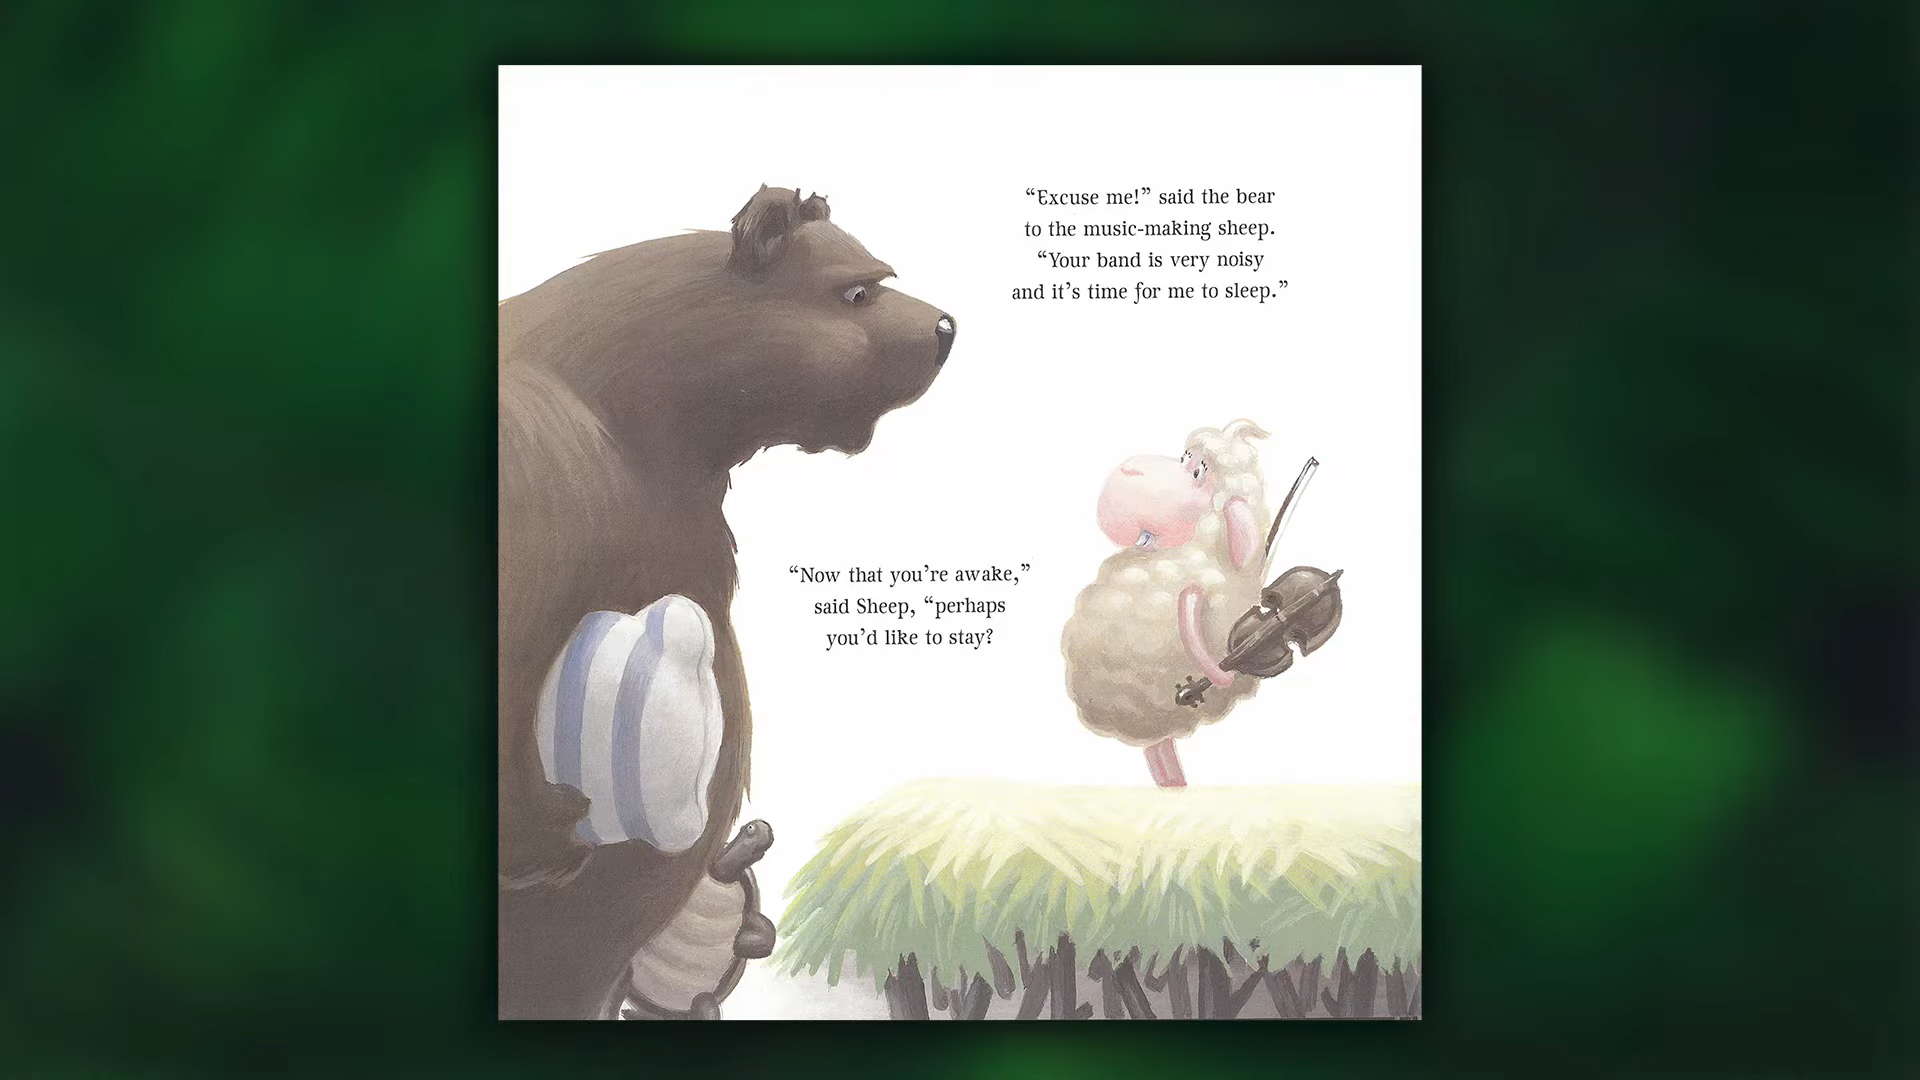 “Excuse me!” said the bear
to the music-making sheep.
“Your band is very noisy
and it’s time for me to sleep.”
“Now that you’re awake,”
said Sheep, “perhaps
you’d like to stay?